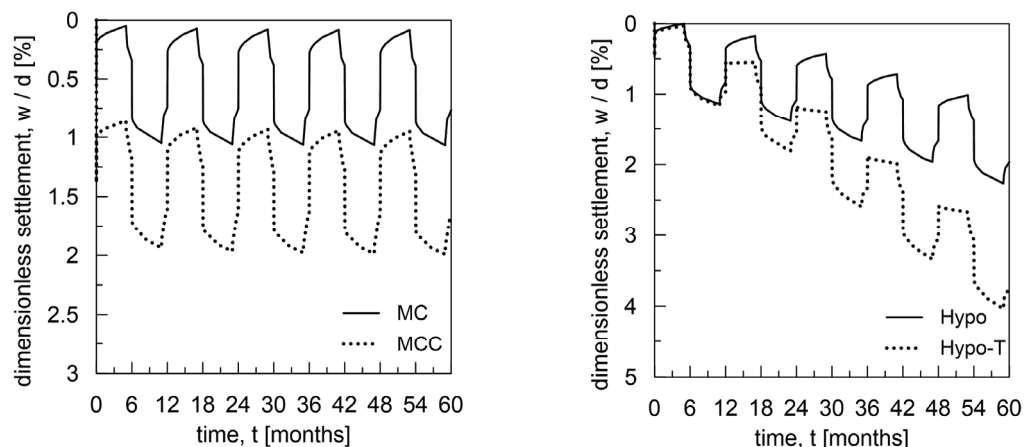 dimensionless settlement, w / d [%]
0
0.5
1.0
1.5
2
2.5
3
MC
MCC
0 6 12 18 24 30 36 42 48 54 60
time, t [months]
dimensionless settlement, w / d [%]
0
1
2
3
4
5
Hypo
Hypo-T
0 6 12 18 24 30 36 42 48 54 60
time, t [months]